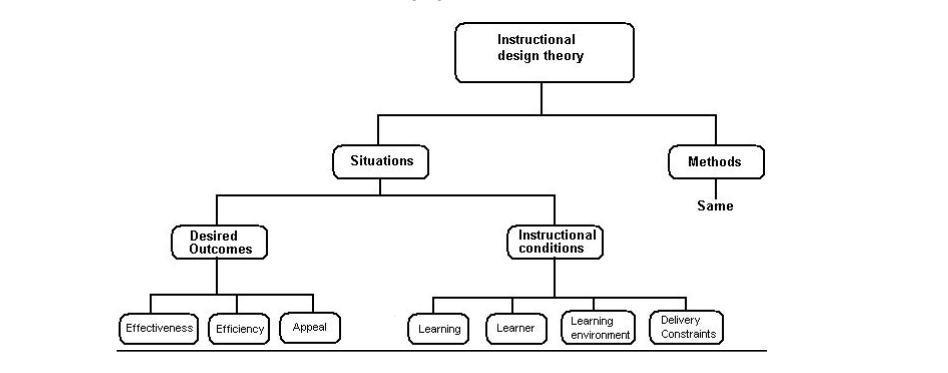 Instructional
design theory
Situations
Methods
Same
Desired
Outcomes
Instructional
conditions
Effectiveness
Efficiency
Appeal
Learning
Learner
Learning
environment
Delivery
Constraints